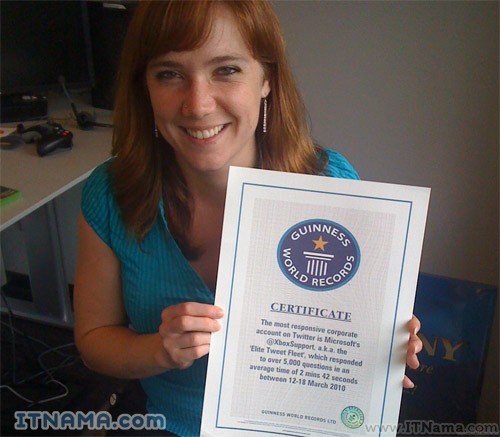 GUINNESS
WORLD RECORDS
CERTIFICATE
The most responsive corporate
account on Twitter is Microsoft's
@XboxSupport, a.k.a. the
'Elite Tweet Fleet', which responded
to over 5,000 questions in an
average time of 2 mins 42 seconds
between 12-18 March 2010
GUINNESS WORLD RECORDS LTD
NY
ITNAMA.com
www.ITNama.com